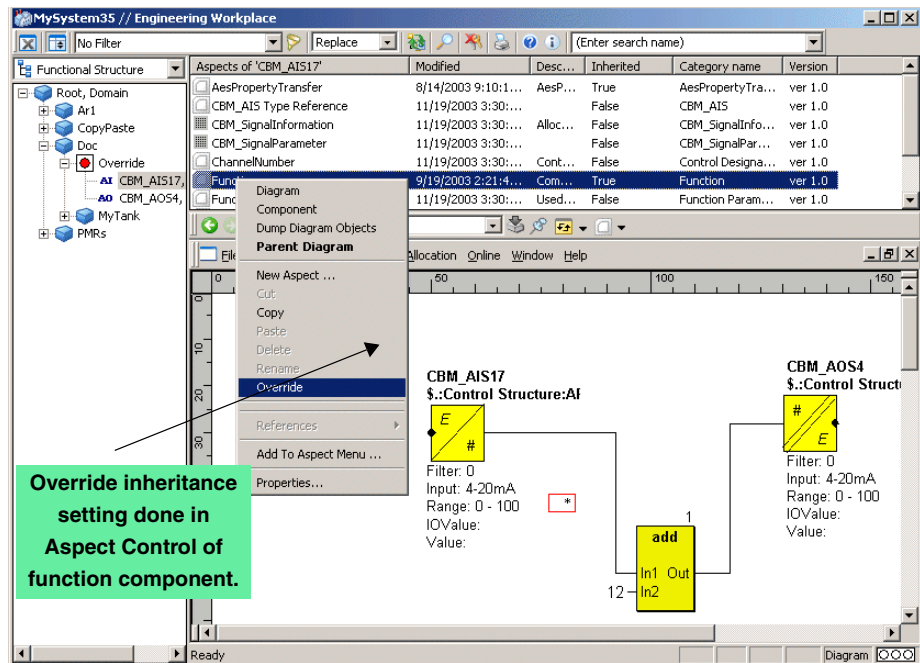 MySystem35 // Engineering Workplace
No Filter
Replace
(Enter search name)
Functional Structure
Aspects of 'CBM_AIS17' Modified Desc... Inherited Category name Version
AesPropertyTransfer 8/14/2003 9:10:1... AesP... True AesPropertyTra... ver 1.0
CBM_AIS Type Reference 11/19/2003 3:30:... False CBM_AIS ver 1.0
CBM_SignalInformation 11/19/2003 3:30:... Alloc... False CBM_SignalInfo... ver 1.0
CBM_SignalParameter 11/19/2003 3:30:... False CBM_SignalPar... ver 1.0
ChannelNumber 11/19/2003 3:30:... Cont... False Control Designa... ver 1.0
9/19/2003 2:21:4... Com... True Function ver 1.0
Func 11/19/2003 3:30:... Used... False Function Param... ver 1.0
Root, Domain
Ar1
CopyPaste
Doc
Override
AI CBM_AIS17,
AO CBM_AOS4,
MyTank
PMRs
Diagram
Component
Dump Diagram Objects
Parent Diagram
New Aspect ...
Cut
Copy
Paste
Delete
Rename
Override
References
Add To Aspect Menu ...
Properties...
File Allocation Online Window Help
0 50 100 150
0
10
20
30
CBM_AIS17
$.:Control Structure:AF
E
#
Filter: 0
Input: 4-20mA
Range: 0 - 100
IOValue:
Value:
*
1
add
In1 Out
12 In2
CBM_AOS4
$.:Control Structu
#
E
Filter: 0
Input: 4-20mA
Range: 0 - 100
IOValue:
Value:
Override inheritance
setting done in
Aspect Control of
function component.
Ready
Diagram